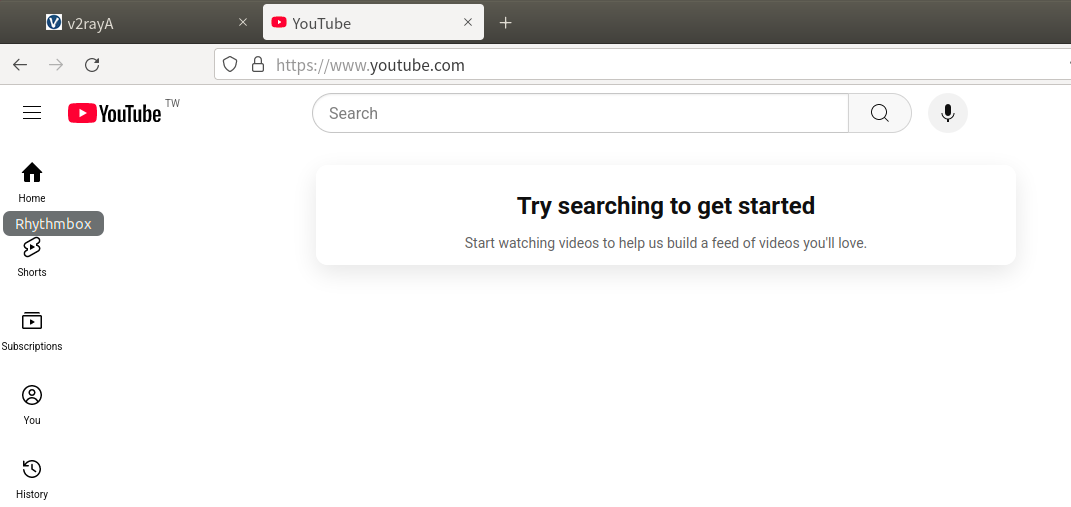 v2rayA
YouTube
https://www.youtube.com
YouTube TW
Search
Home
Rhythmbox
Shorts
Subscriptions
You
History
Try searching to get started
Start watching videos to help us build a feed of videos you'll love.